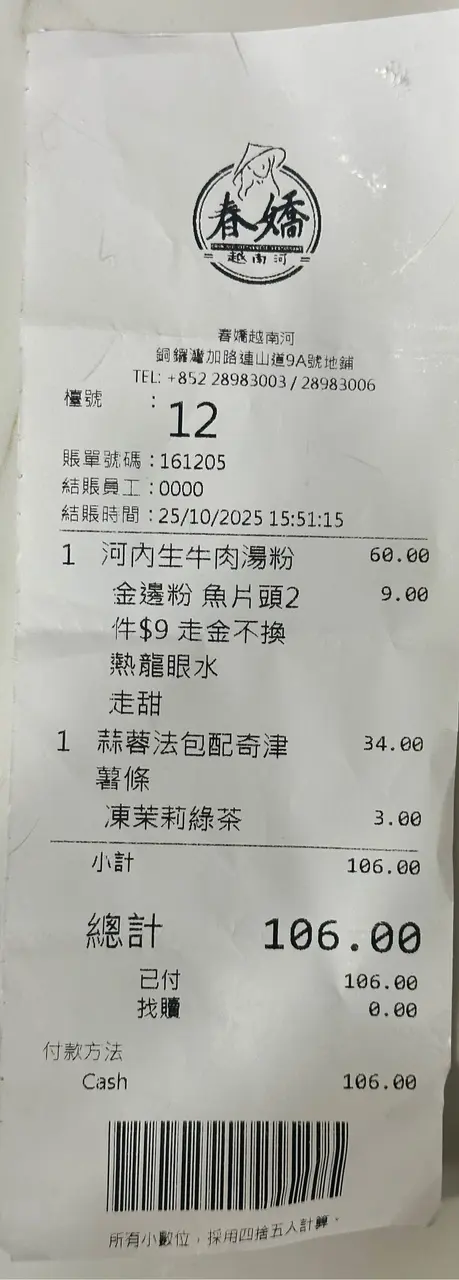 春嬌
越南河
春嬌越南河
銅鑼灣加路連山道9A號地鋪
TEL: +852 28983003 / 28983006
檯號 : 12
賬單號碼 : 161205
結賬員工 : 0000
結賬時間 : 25/10/2025 15:51:15
1 河內生牛肉湯粉 60.00
金邊粉 魚片頭2 9.00
件$9 走金不換
熱龍眼水
走甜
1 蒜蓉法包配奇津 34.00
薯條
凍茉莉綠茶 3.00
小計 106.00
總計 106.00
已付 106.00
找贖 0.00
付款方法
Cash 106.00
所有小數位，採用四捨五入計算。